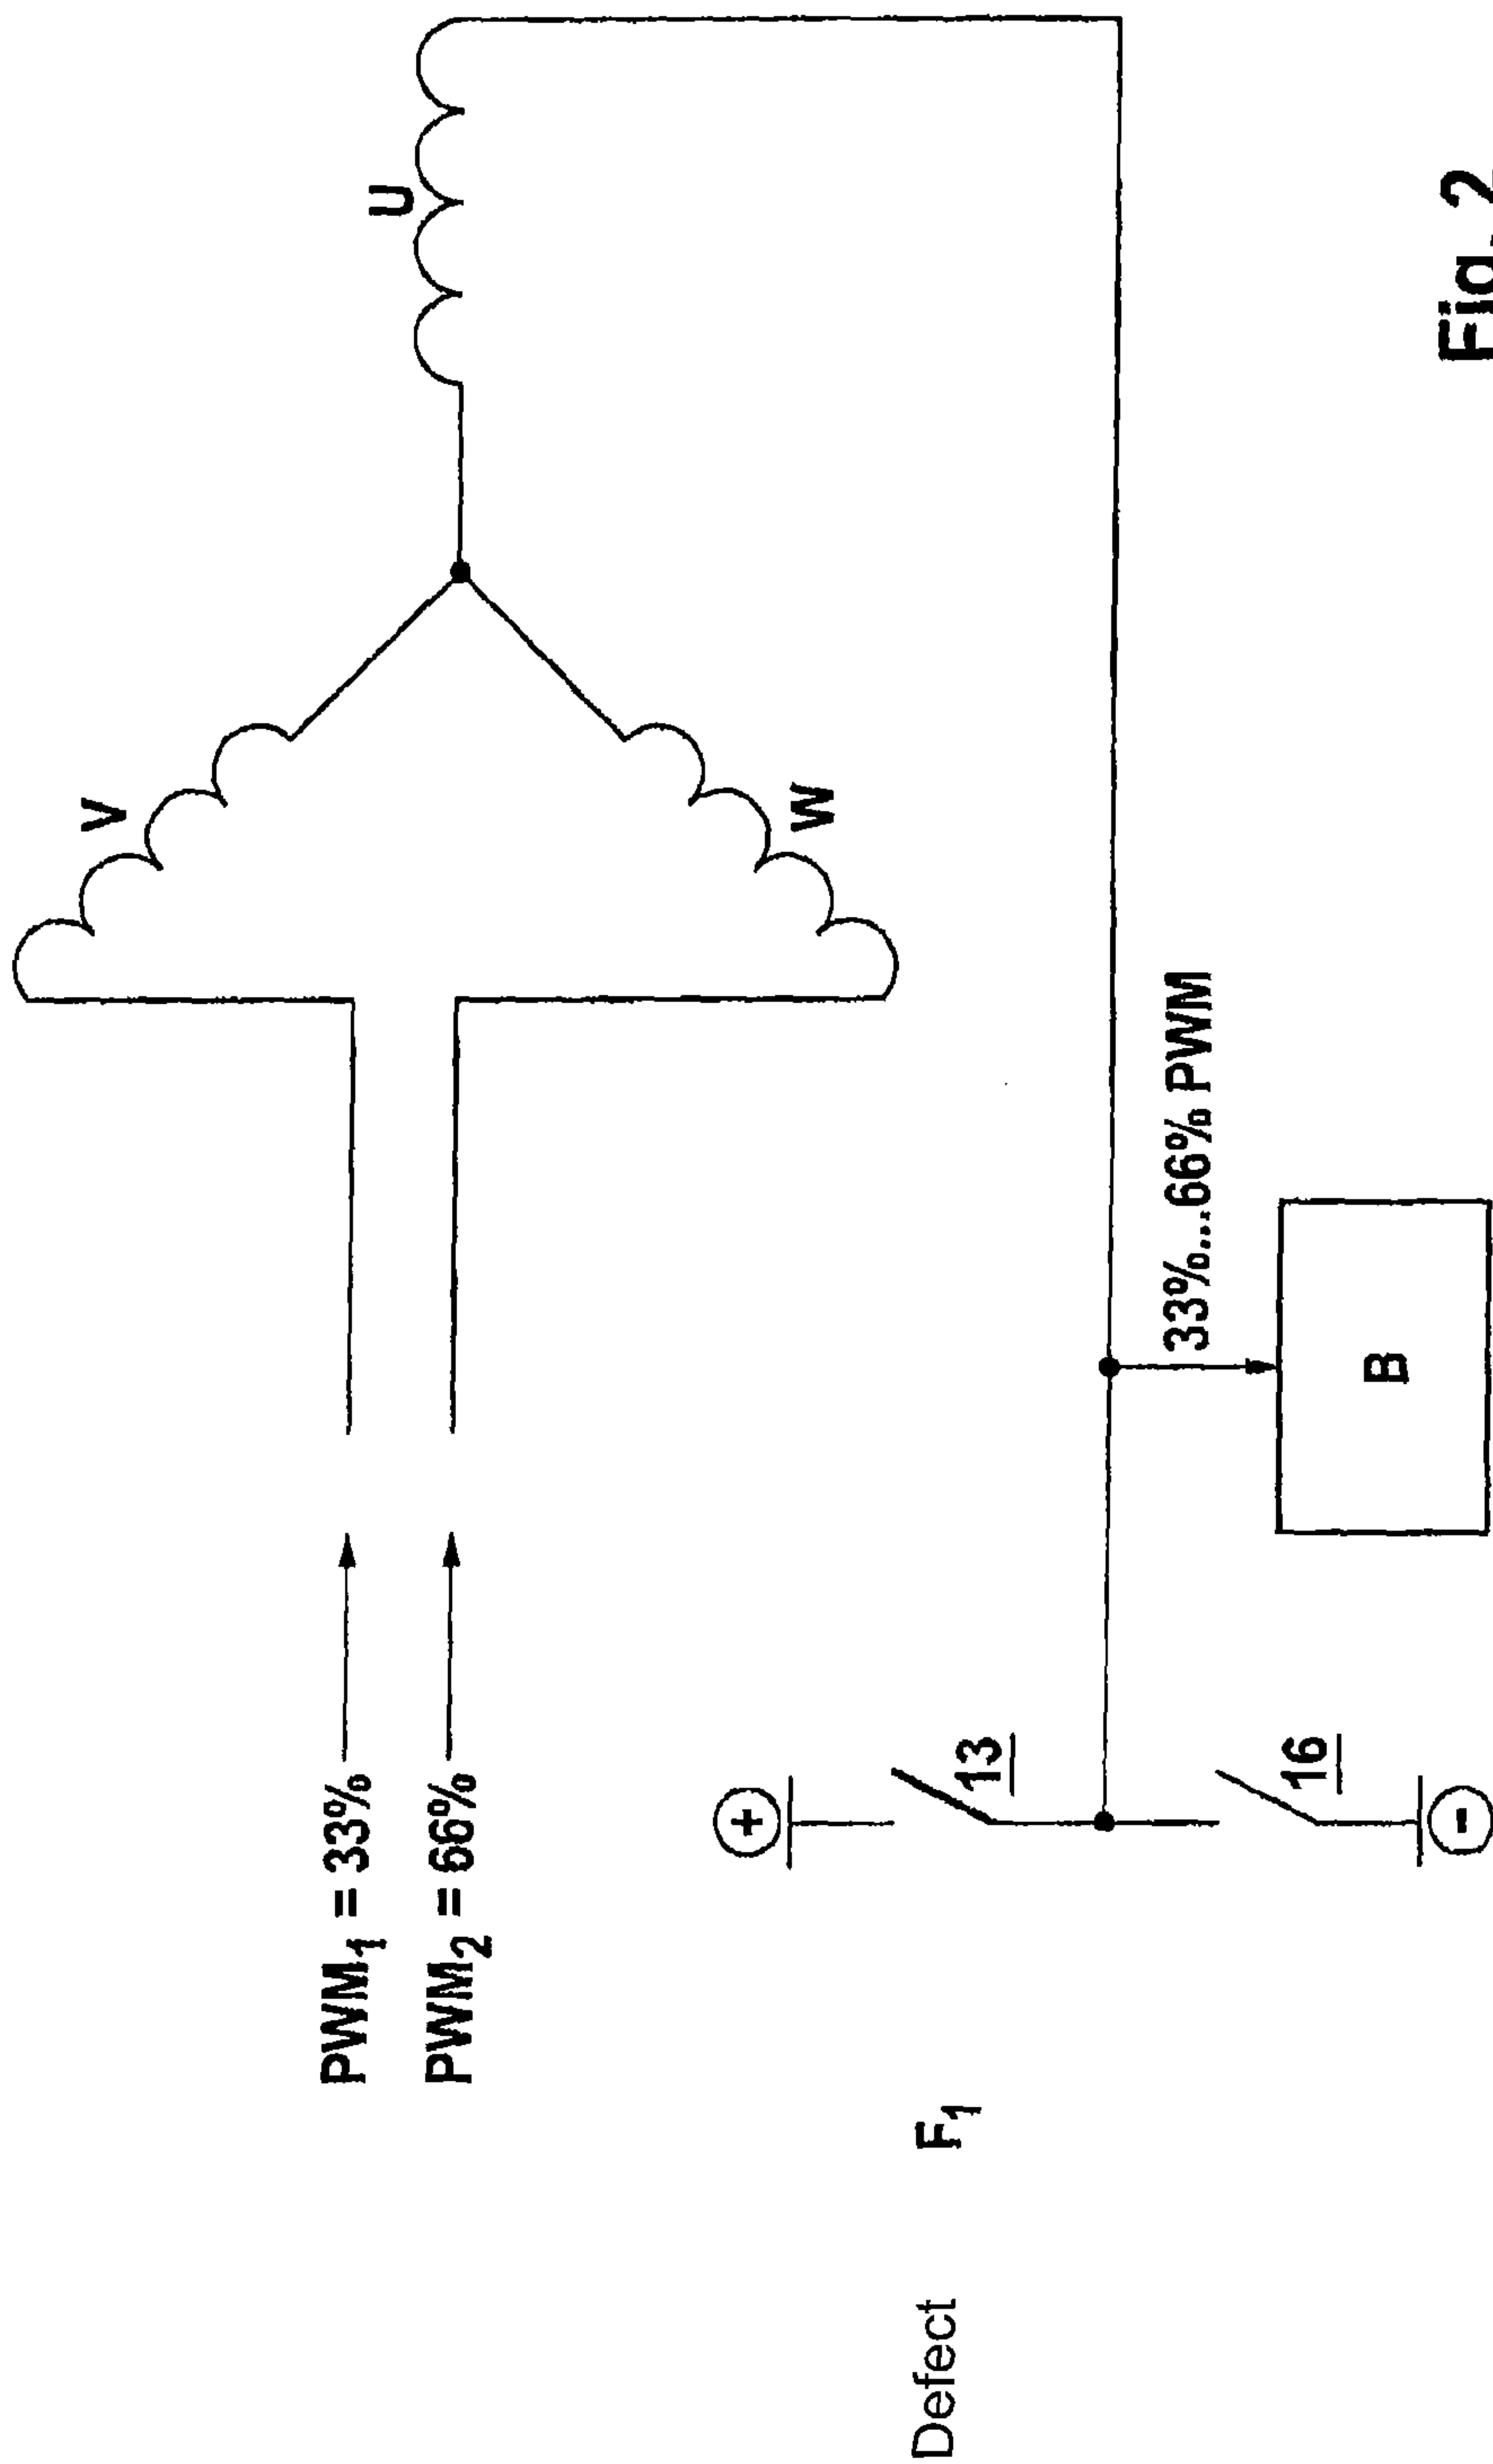 V
U
W
PWM1 = 33%
PWM2 = 66%
Defect F1
+
13
33%...66% PWM
16
B
-
Fig. 2